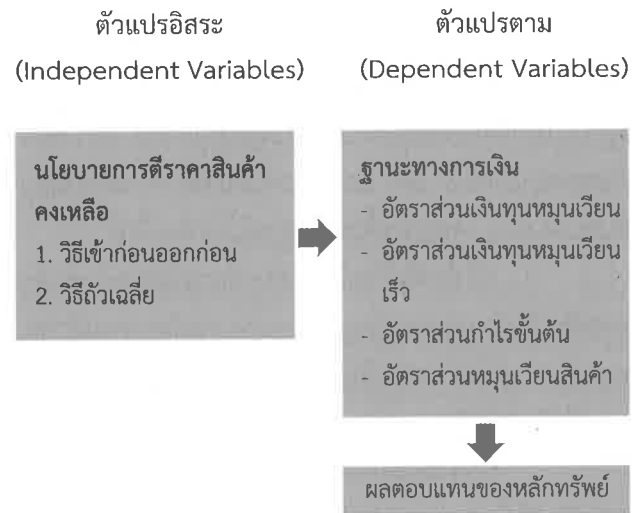 ตัวแปรอิสระ
(Independent Variables)
ตัวแปรตาม
(Dependent Variables)
นโยบายการตีราคาสินค้า
คงเหลือ
1. วิธีเข้าก่อนออกก่อน
2. วิธีถัวเฉลี่ย
ฐานะทางการเงิน
- อัตราส่วนเงินทุนหมุนเวียน
- อัตราส่วนเงินทุนหมุนเวียน
เร็ว
- อัตราส่วนกำไรขั้นต้น
- อัตราส่วนหมุนเวียนสินค้า
ผลตอบแทนของหลักทรัพย์